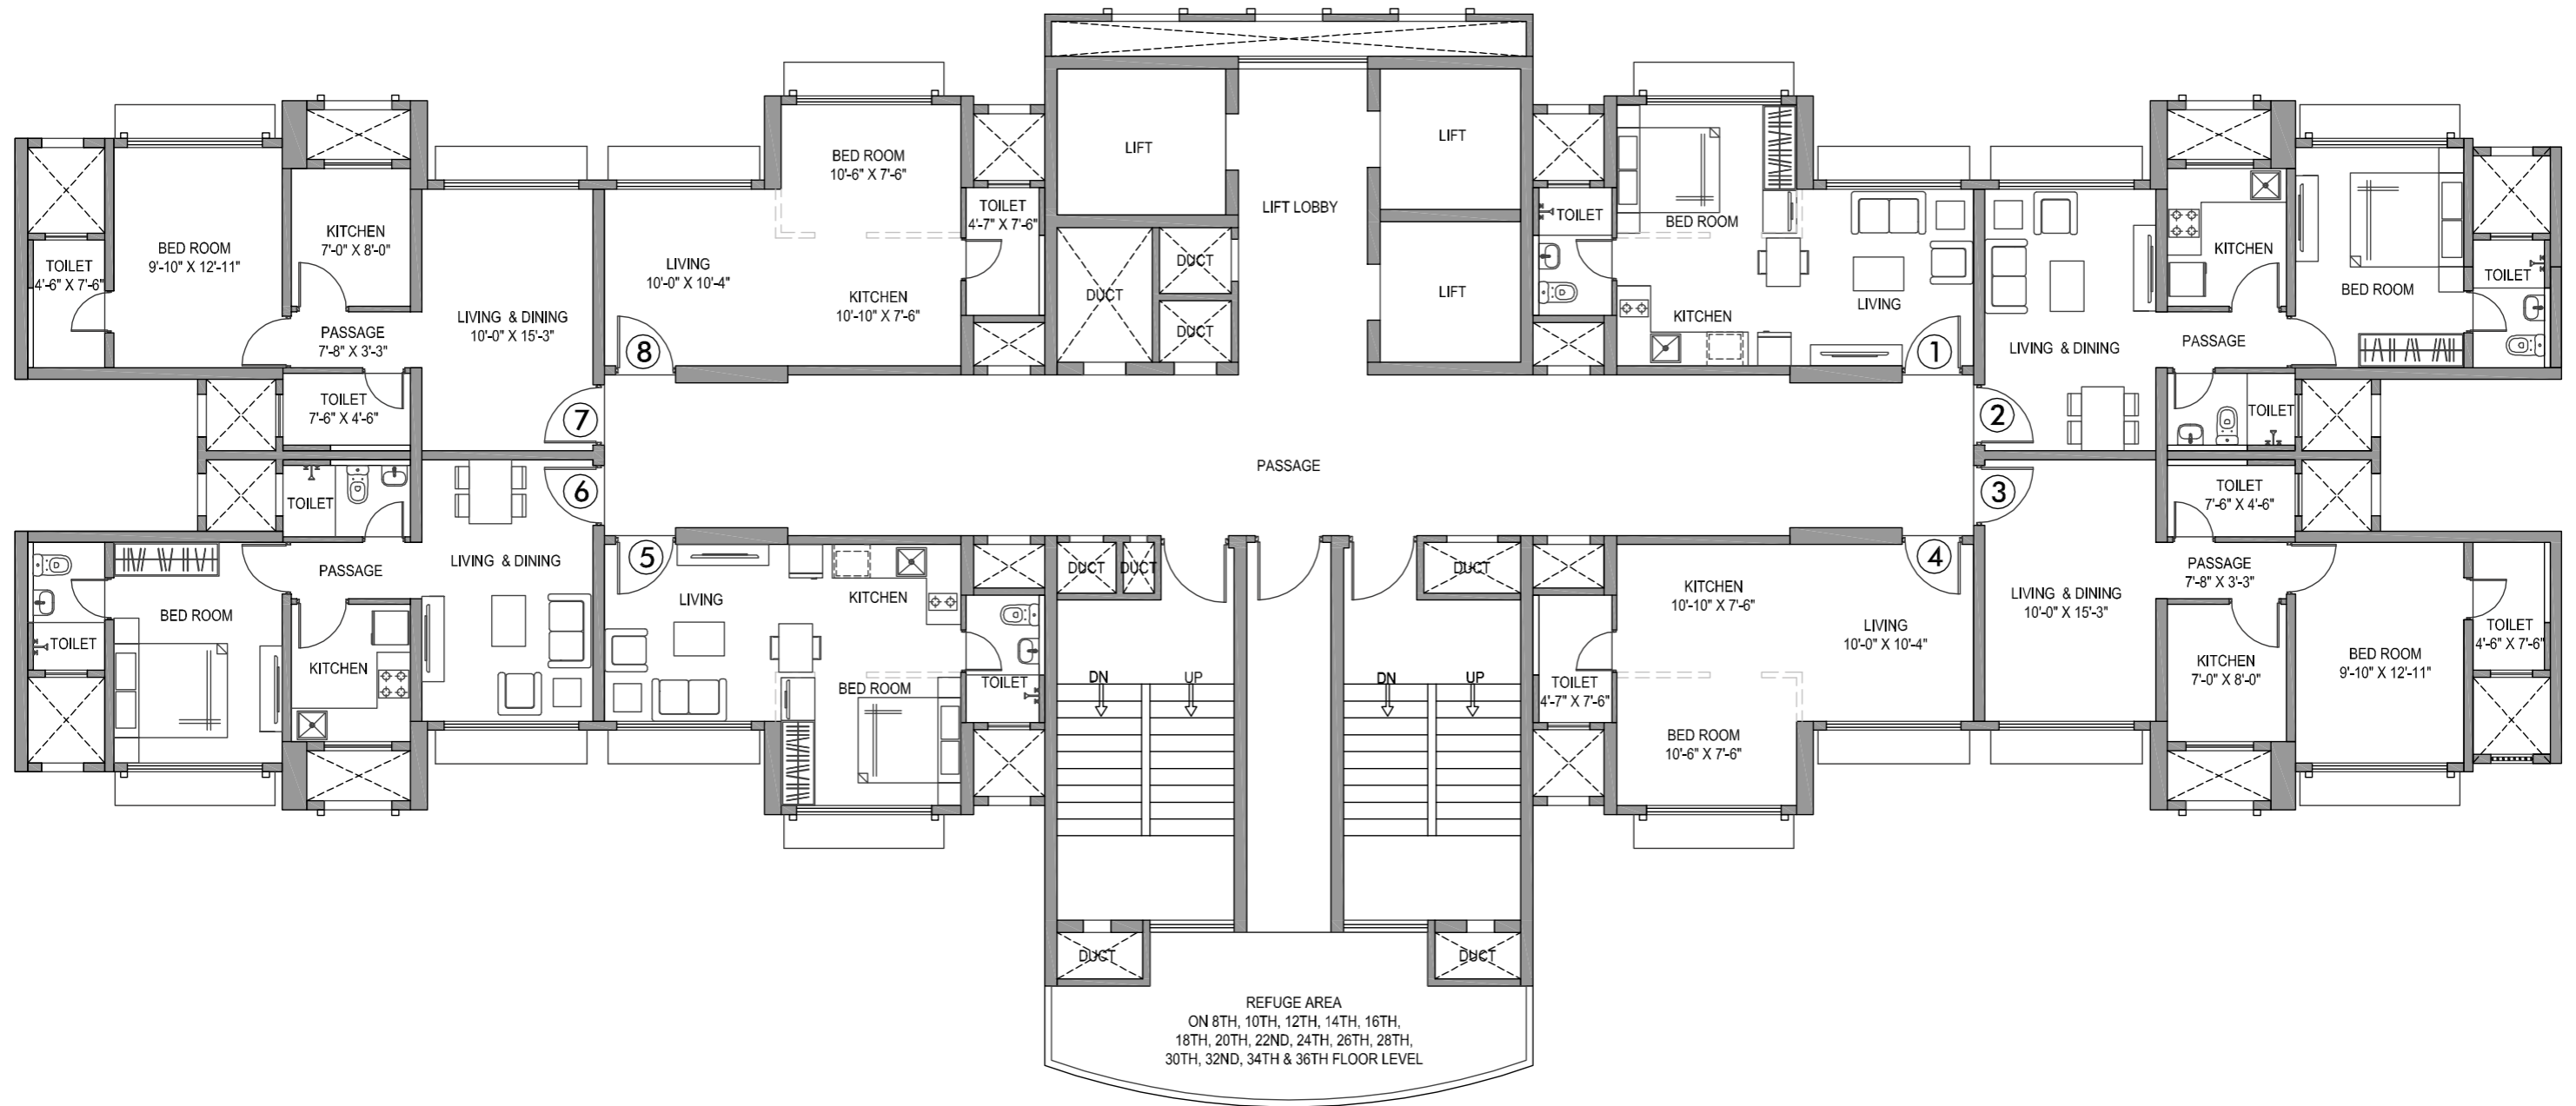 BED ROOM
9'-10" X 12'-11"
TOILET
4'-6" X 7'-6"
KITCHEN
7'-0" X 8'-0"
PASSAGE
7'-8" X 3'-3"
TOILET
7'-6" X 4'-6"
LIVING & DINING
10'-0" X 15'-3"
7
LIVING
10'-0" X 10'-4"
BED ROOM
10'-6" X 7'-6"
KITCHEN
10'-10" X 7'-6"
TOILET
4'-7" X 7'-6"
8
LIFT
LIFT LOBBY
LIFT
LIFT
DUCT
DUCT
DUCT
TOILET
BED ROOM
KITCHEN
LIVING
1
LIVING & DINING
KITCHEN
PASSAGE
BED ROOM
TOILET
TOILET
2
PASSAGE
6
TOILET
LIVING & DINING
PASSAGE
BED ROOM
TOILET
KITCHEN
5
LIVING
KITCHEN
BED ROOM
TOILET
DUCT
DUCT
DUCT
DN
UP
DN
UP
DUCT
DUCT
4
KITCHEN
10'-10" X 7'-6"
LIVING
10'-0" X 10'-4"
TOILET
4'-7" X 7'-6"
BED ROOM
10'-6" X 7'-6"
3
TOILET
7'-6" X 4'-6"
PASSAGE
7'-8" X 3'-3"
LIVING & DINING
10'-0" X 15'-3"
KITCHEN
7'-0" X 8'-0"
BED ROOM
9'-10" X 12'-11"
TOILET
4'-6" X 7'-6"
REFUGE AREA
ON 8TH, 10TH, 12TH, 14TH, 16TH,
18TH, 20TH, 22ND, 24TH, 26TH, 28TH,
30TH, 32ND, 34TH & 36TH FLOOR LEVEL